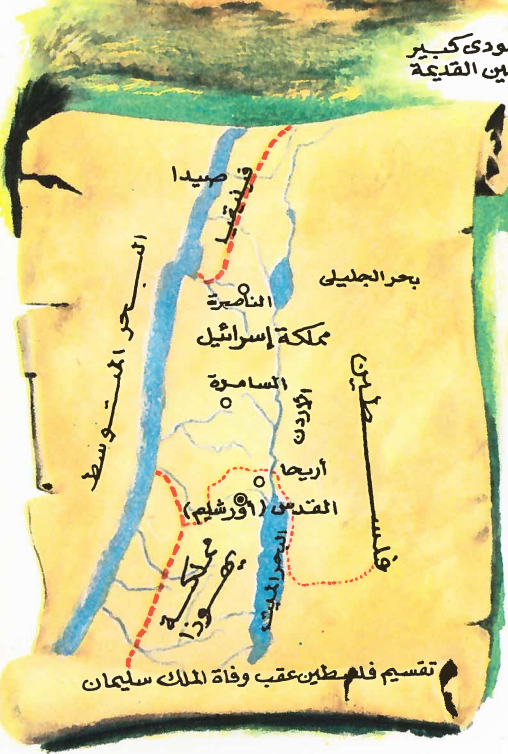 ودى كبير
ين القديمة
صيدا
فينيقيا
البحر المتوسط
بحر الجليلى
الناصرة
مملكة إسرائيل
السامرة
الأردن
فلسطين
أريحا
القدس (أورشليم)
البحر الميت
مملكة
يهوزا
تقسيم فلسطين عقب وفاة الملك سليمان